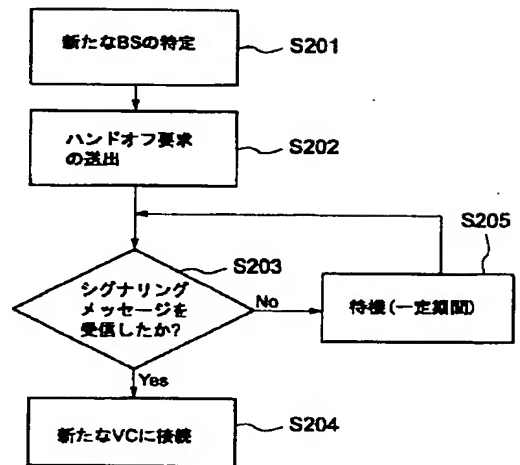 新たなBSの特定
S201
ハンドオフ要求
の送出
S202
S205
S203
シグナリング
メッセージを
受信したか?
No
待機(一定期間)
Yes
新たなVCに接続
S204